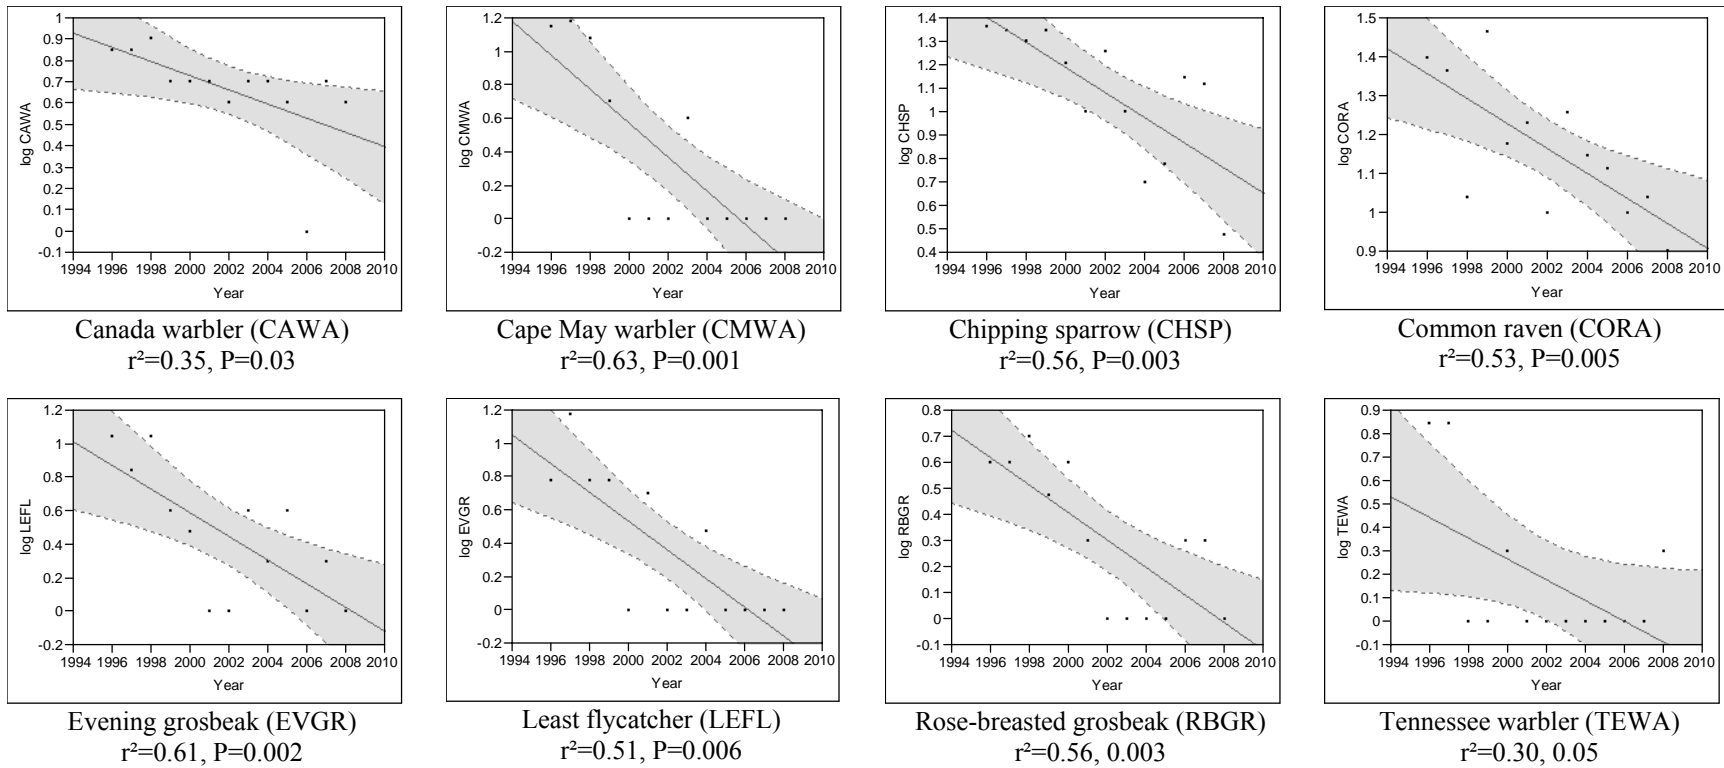 1
0.9
0.8
0.7
0.6
0.5
0.4
0.3
0.2
0.1
0
-0.1
log CAWA
1994 1996 1998 2000 2002 2004 2006 2008 2010
Year
Canada warbler (CAWA)
r²=0.35, P=0.03
1.2
1
0.8
0.6
0.4
0.2
0
-0.2
log CMWA
1994 1996 1998 2000 2002 2004 2006 2008 2010
Year
Cape May warbler (CMWA)
r²=0.63, P=0.001
1.4
1.3
1.2
1.1
1
0.9
0.8
0.7
0.6
0.5
0.4
log CHSP
1994 1996 1998 2000 2002 2004 2006 2008 2010
Year
Chipping sparrow (CHSP)
r²=0.56, P=0.003
1.5
1.4
1.3
1.2
1.1
1
0.9
log CORA
1994 1996 1998 2000 2002 2004 2006 2008 2010
Year
Common raven (CORA)
r²=0.53, P=0.005
1.2
1
0.8
0.6
0.4
0.2
0
-0.2
log LEFL
1994 1996 1998 2000 2002 2004 2006 2008 2010
Year
Evening grosbeak (EVGR)
r²=0.61, P=0.002
1.2
1
0.8
0.6
0.4
0.2
0
-0.2
log EVGR
1994 1996 1998 2000 2002 2004 2006 2008 2010
Year
Least flycatcher (LEFL)
r²=0.51, P=0.006
0.8
0.7
0.6
0.5
0.4
0.3
0.2
0.1
0
-0.1
log RBGR
1994 1996 1998 2000 2002 2004 2006 2008 2010
Year
Rose-breasted grosbeak (RBGR)
r²=0.56, 0.003
0.9
0.8
0.7
0.6
0.5
0.4
0.3
0.2
0.1
0
-0.1
log TEWA
1994 1996 1998 2000 2002 2004 2006 2008 2010
Year
Tennessee warbler (TEWA)
r²=0.30, 0.05